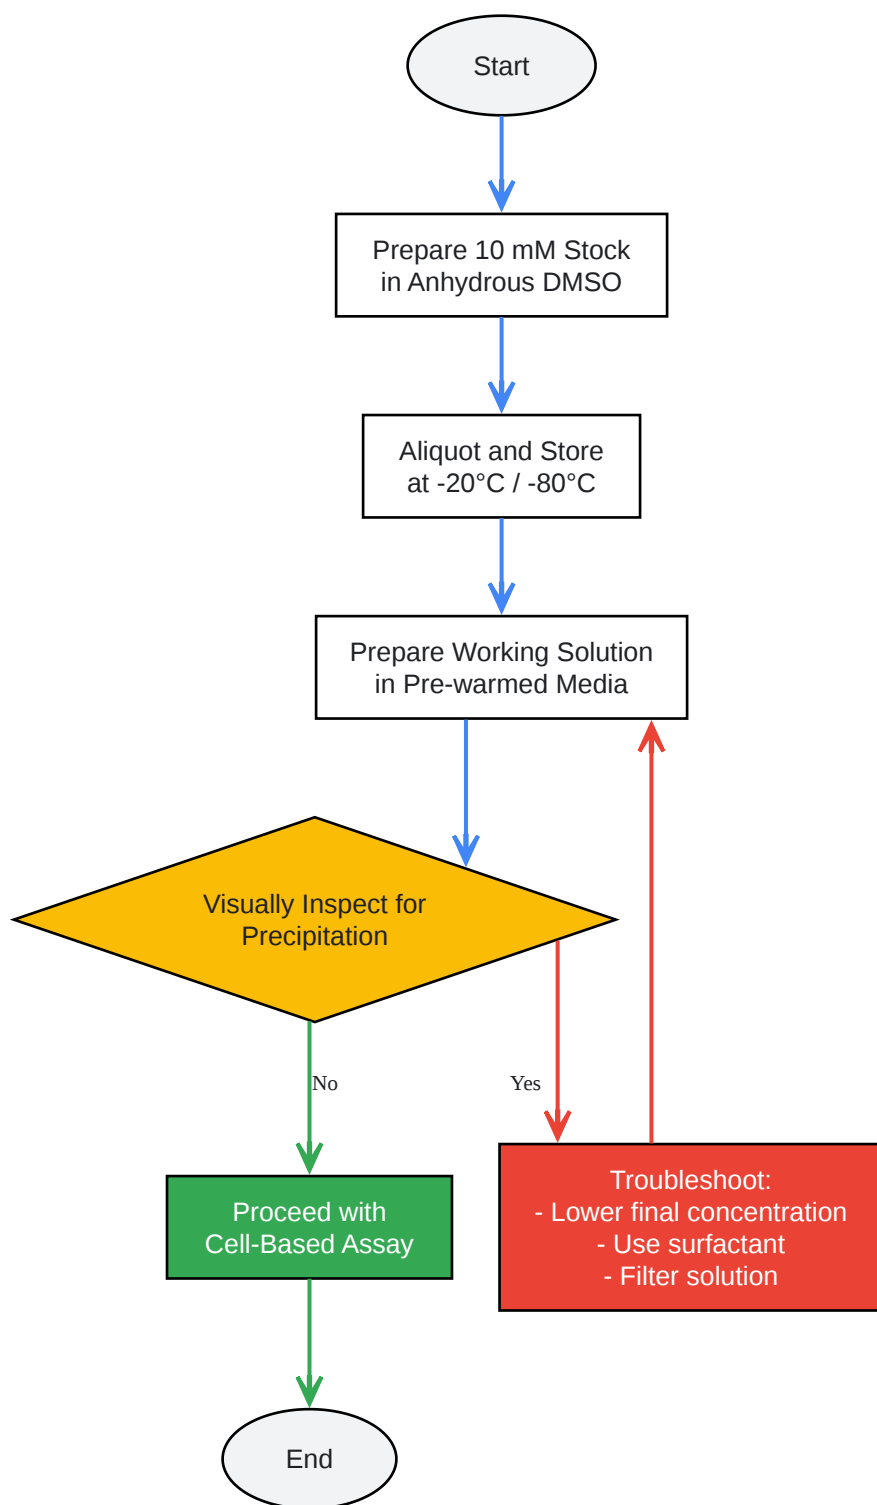 Start
Prepare 10 mM Stock
in Anhydrous DMSO
Aliquot and Store
at -20°C / -80°C
Prepare Working Solution
in Pre-warmed Media
Visually Inspect for
Precipitation
No
Yes
Proceed with
Cell-Based Assay
Troubleshoot:
- Lower final concentration
- Use surfactant
- Filter solution
End